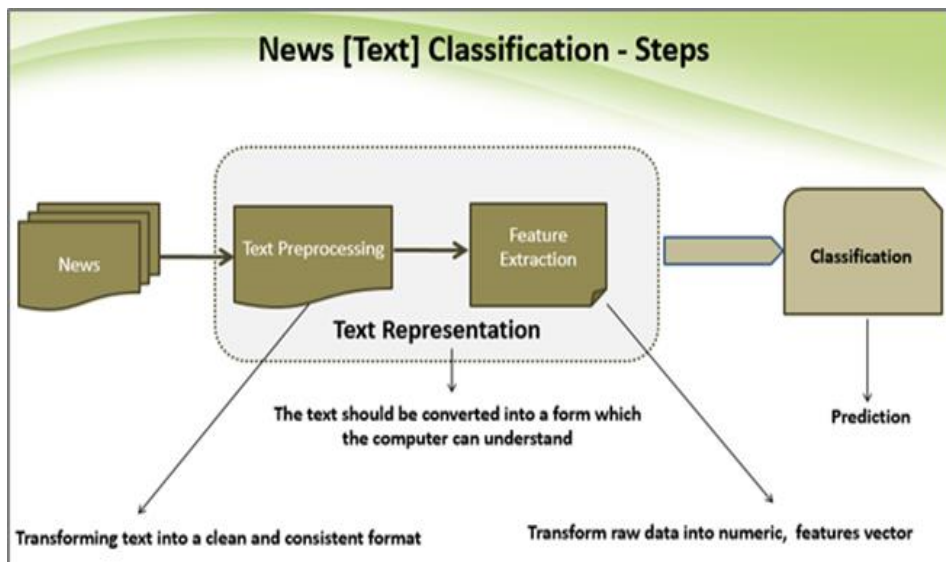 News [Text] Classification - Steps
News
Text Preprocessing
Feature
Extraction
Classification
Text Representation
The text should be converted into a form which
the computer can understand
Prediction
Transforming text into a clean and consistent format
Transform raw data into numeric, features vector